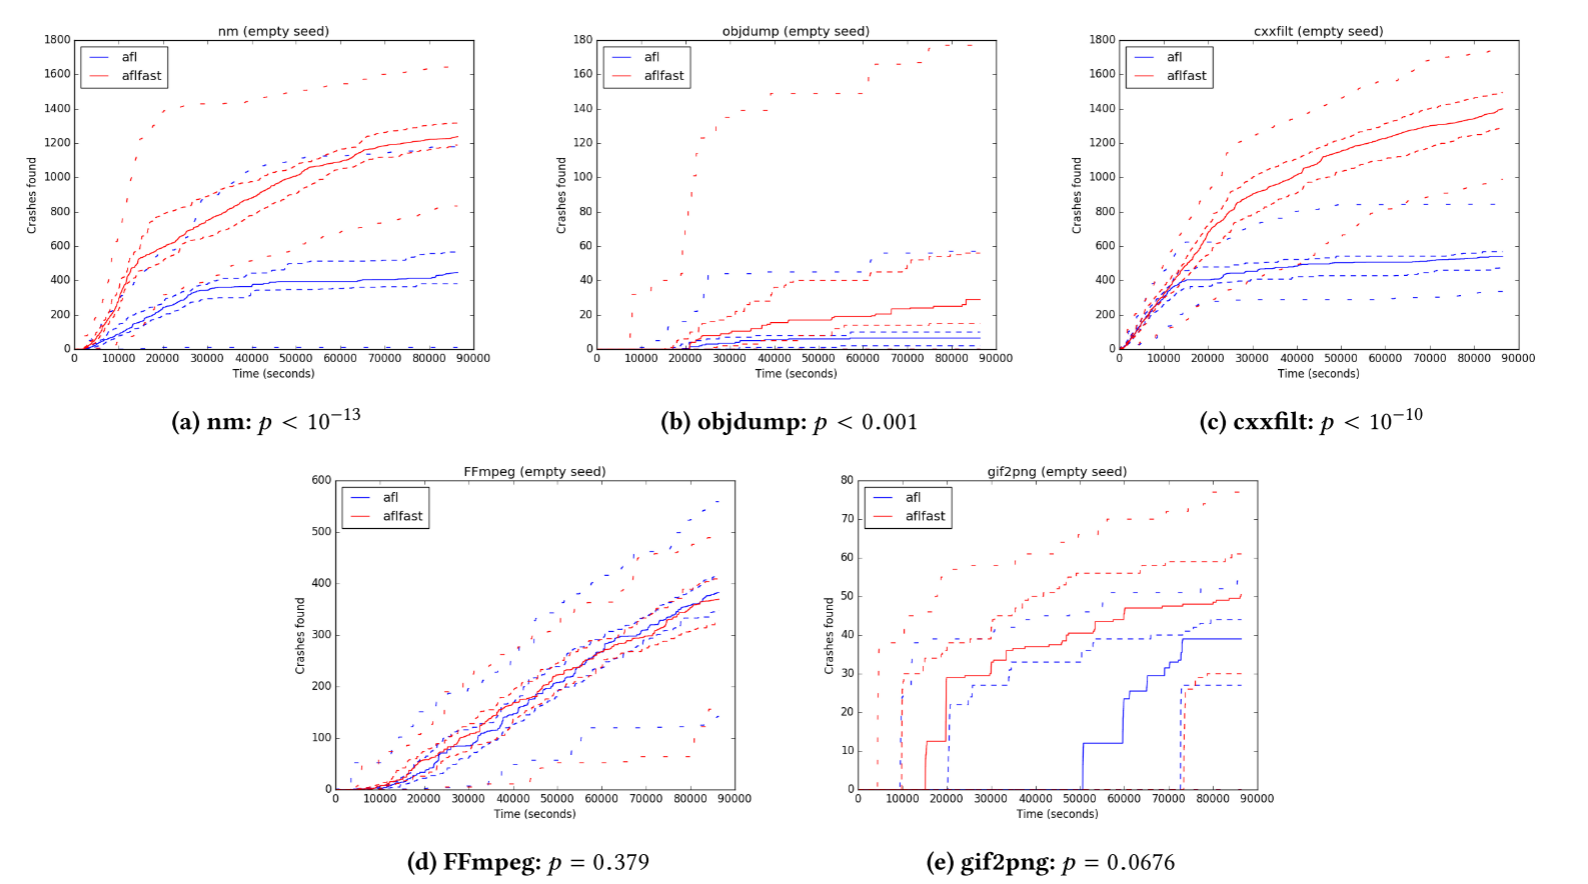 nm (empty seed)
1800
1600
1400
1200
1000
800
600
400
200
0
Crashes found
afl
aflfast
0 10000 20000 30000 40000 50000 60000 70000 80000 90000
Time (seconds)
(a) nm: p < 10⁻¹³
objdump (empty seed)
180
160
140
120
100
80
60
40
20
0
Crashes found
afl
aflfast
0 10000 20000 30000 40000 50000 60000 70000 80000 90000
Time (seconds)
(b) objdump: p < 0.001
cxxfilt (empty seed)
1800
1600
1400
1200
1000
800
600
400
200
0
Crashes found
afl
aflfast
0 10000 20000 30000 40000 50000 60000 70000 80000 90000
Time (seconds)
(c) cxxfilt: p < 10⁻¹⁰
FFmpeg (empty seed)
600
500
400
300
200
100
0
Crashes found
afl
aflfast
0 10000 20000 30000 40000 50000 60000 70000 80000 90000
Time (seconds)
(d) FFmpeg: p = 0.379
gif2png (empty seed)
80
70
60
50
40
30
20
10
0
Crashes found
afl
aflfast
0 10000 20000 30000 40000 50000 60000 70000 80000 90000
Time (seconds)
(e) gif2png: p = 0.0676